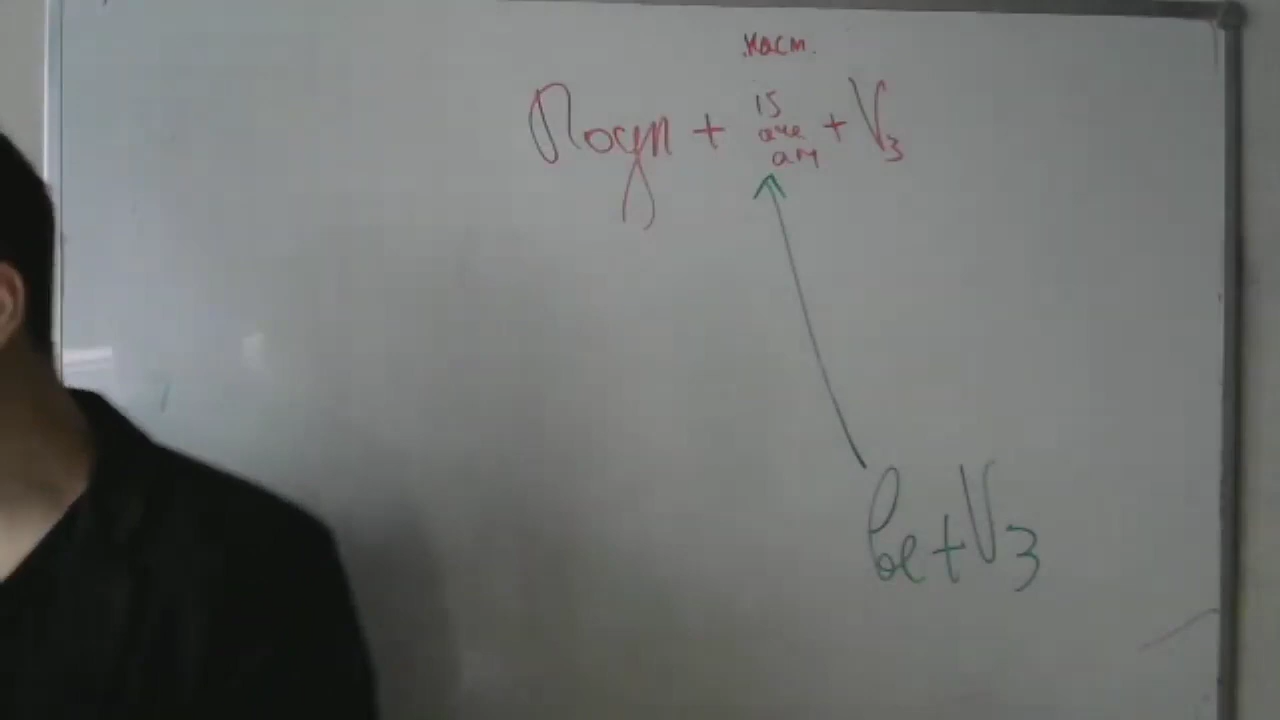 наст.
Подл + is + V3
are
am
be + V3